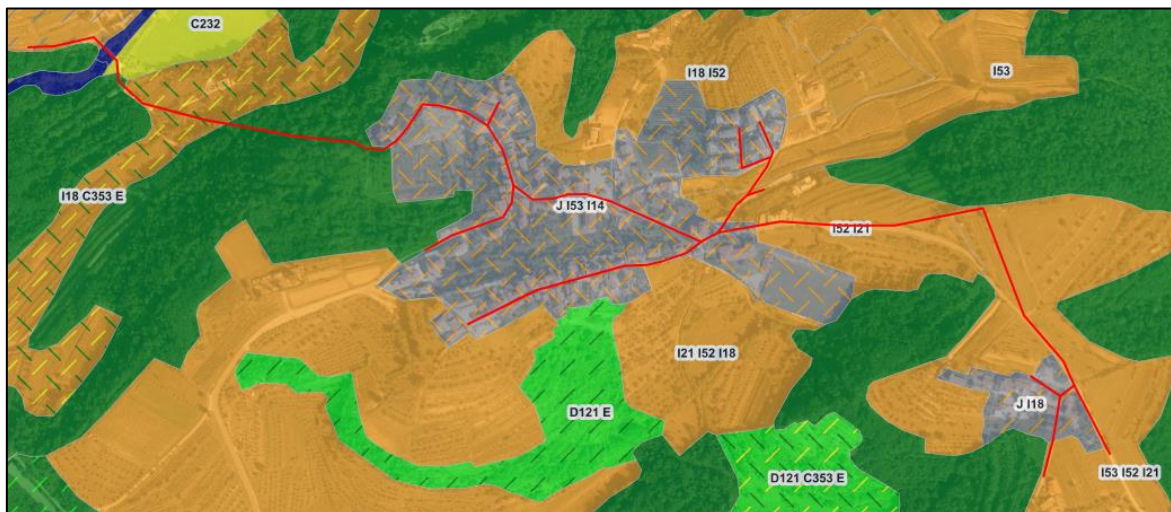 C232
I18 I52
I53
I18 C353 E
J I53 I14
I52 I21
I21 I52 I18
D121 E
J I18
D121 C353 E
I53 I52 I21